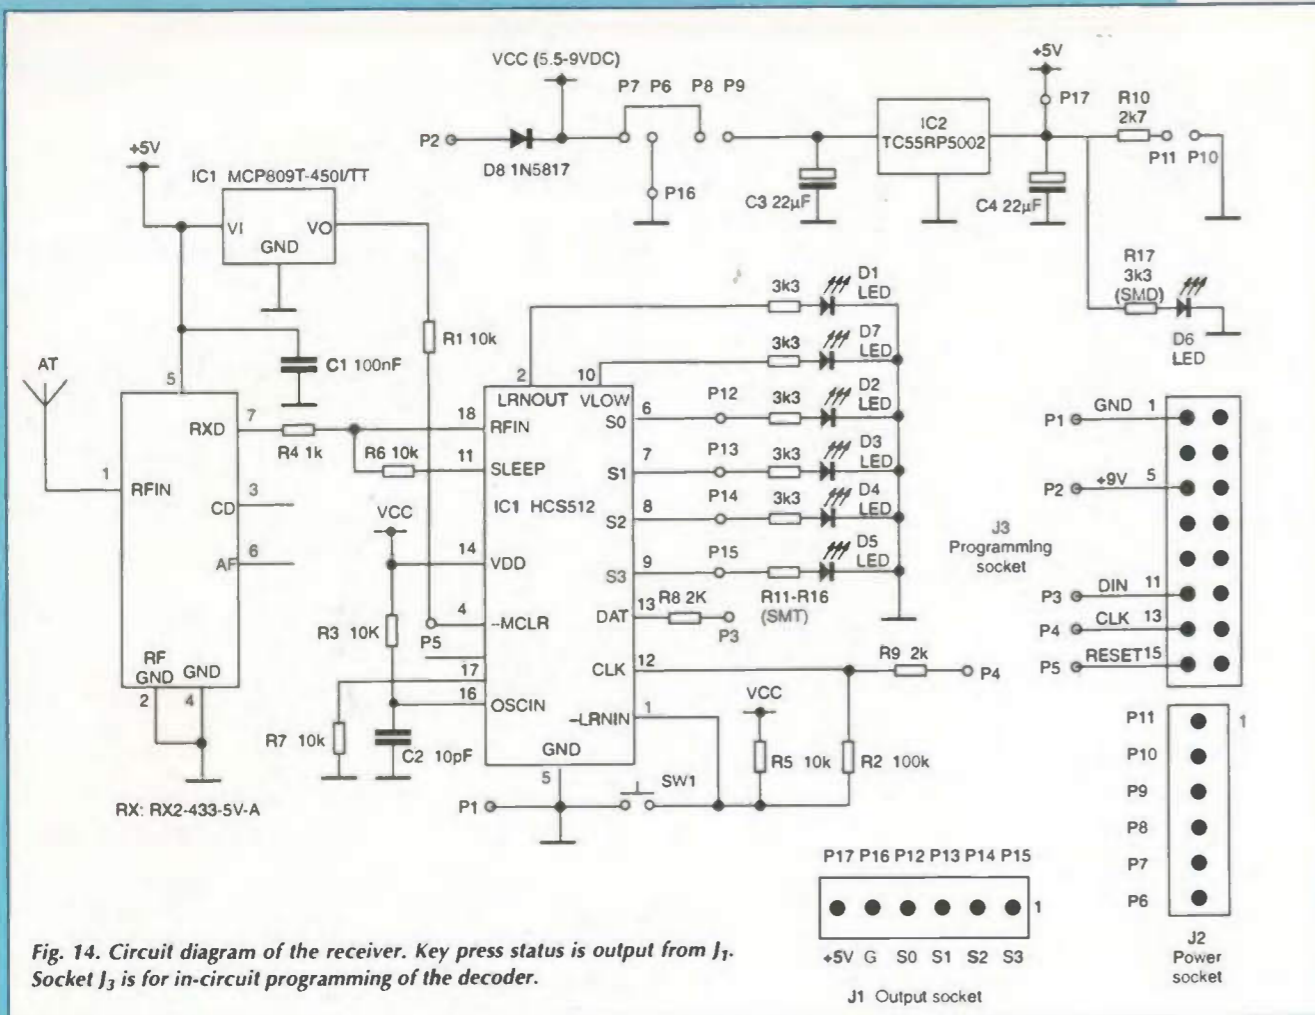 VCC (5.5-9VDC)
P7 P6 P8 P9
+5V
P17
R10
2k7
P2
D8 1N5817
P16
C3 22µF
IC2
TC55RP5002
C4 22µF
P11 P10
R17
3k3
(SMD)
D6
LED
+5V
IC1 MCP809T-450I/TT
VI
VO
GND
R1 10k
C1 100nF
AT
5
1
RFIN
RXD
7
R4 1k
R6 10k
CD
3
AF
6
RF
GND
GND
2
4
RX: RX2-433-5V-A
2
10
LRNOUT
VLOW
18
RFIN
11
SLEEP
IC1 HCS512
VCC
14
VDD
4
–MCLR
P5
R3 10K
17
16
OSCIN
R7 10k
C2 10pF
GND
5
P1
SW1
S0
6
S1
7
S2
8
S3
9
DAT
13
CLK
12
–LRNIN
1
3k3
D1
LED
3k3
D7
LED
P12
3k3
D2
LED
P13
3k3
D3
LED
P14
3k3
D4
LED
P15
D5
LED
R11-R16
(SMT)
R8 2K
P3
R9 2k
P4
VCC
R5 10k
R2 100k
J3
Programming
socket
P1 GND 1
P2 +9V 5
P3 DIN 11
P4 CLK 13
P5 RESET 15
P11
1
P10
P9
P8
P7
P6
J2
Power
socket
P17 P16 P12 P13 P14 P15
1
+5V G S0 S1 S2 S3
J1 Output socket
Fig. 14. Circuit diagram of the receiver. Key press status is output from J1.
Socket J3 is for in-circuit programming of the decoder.